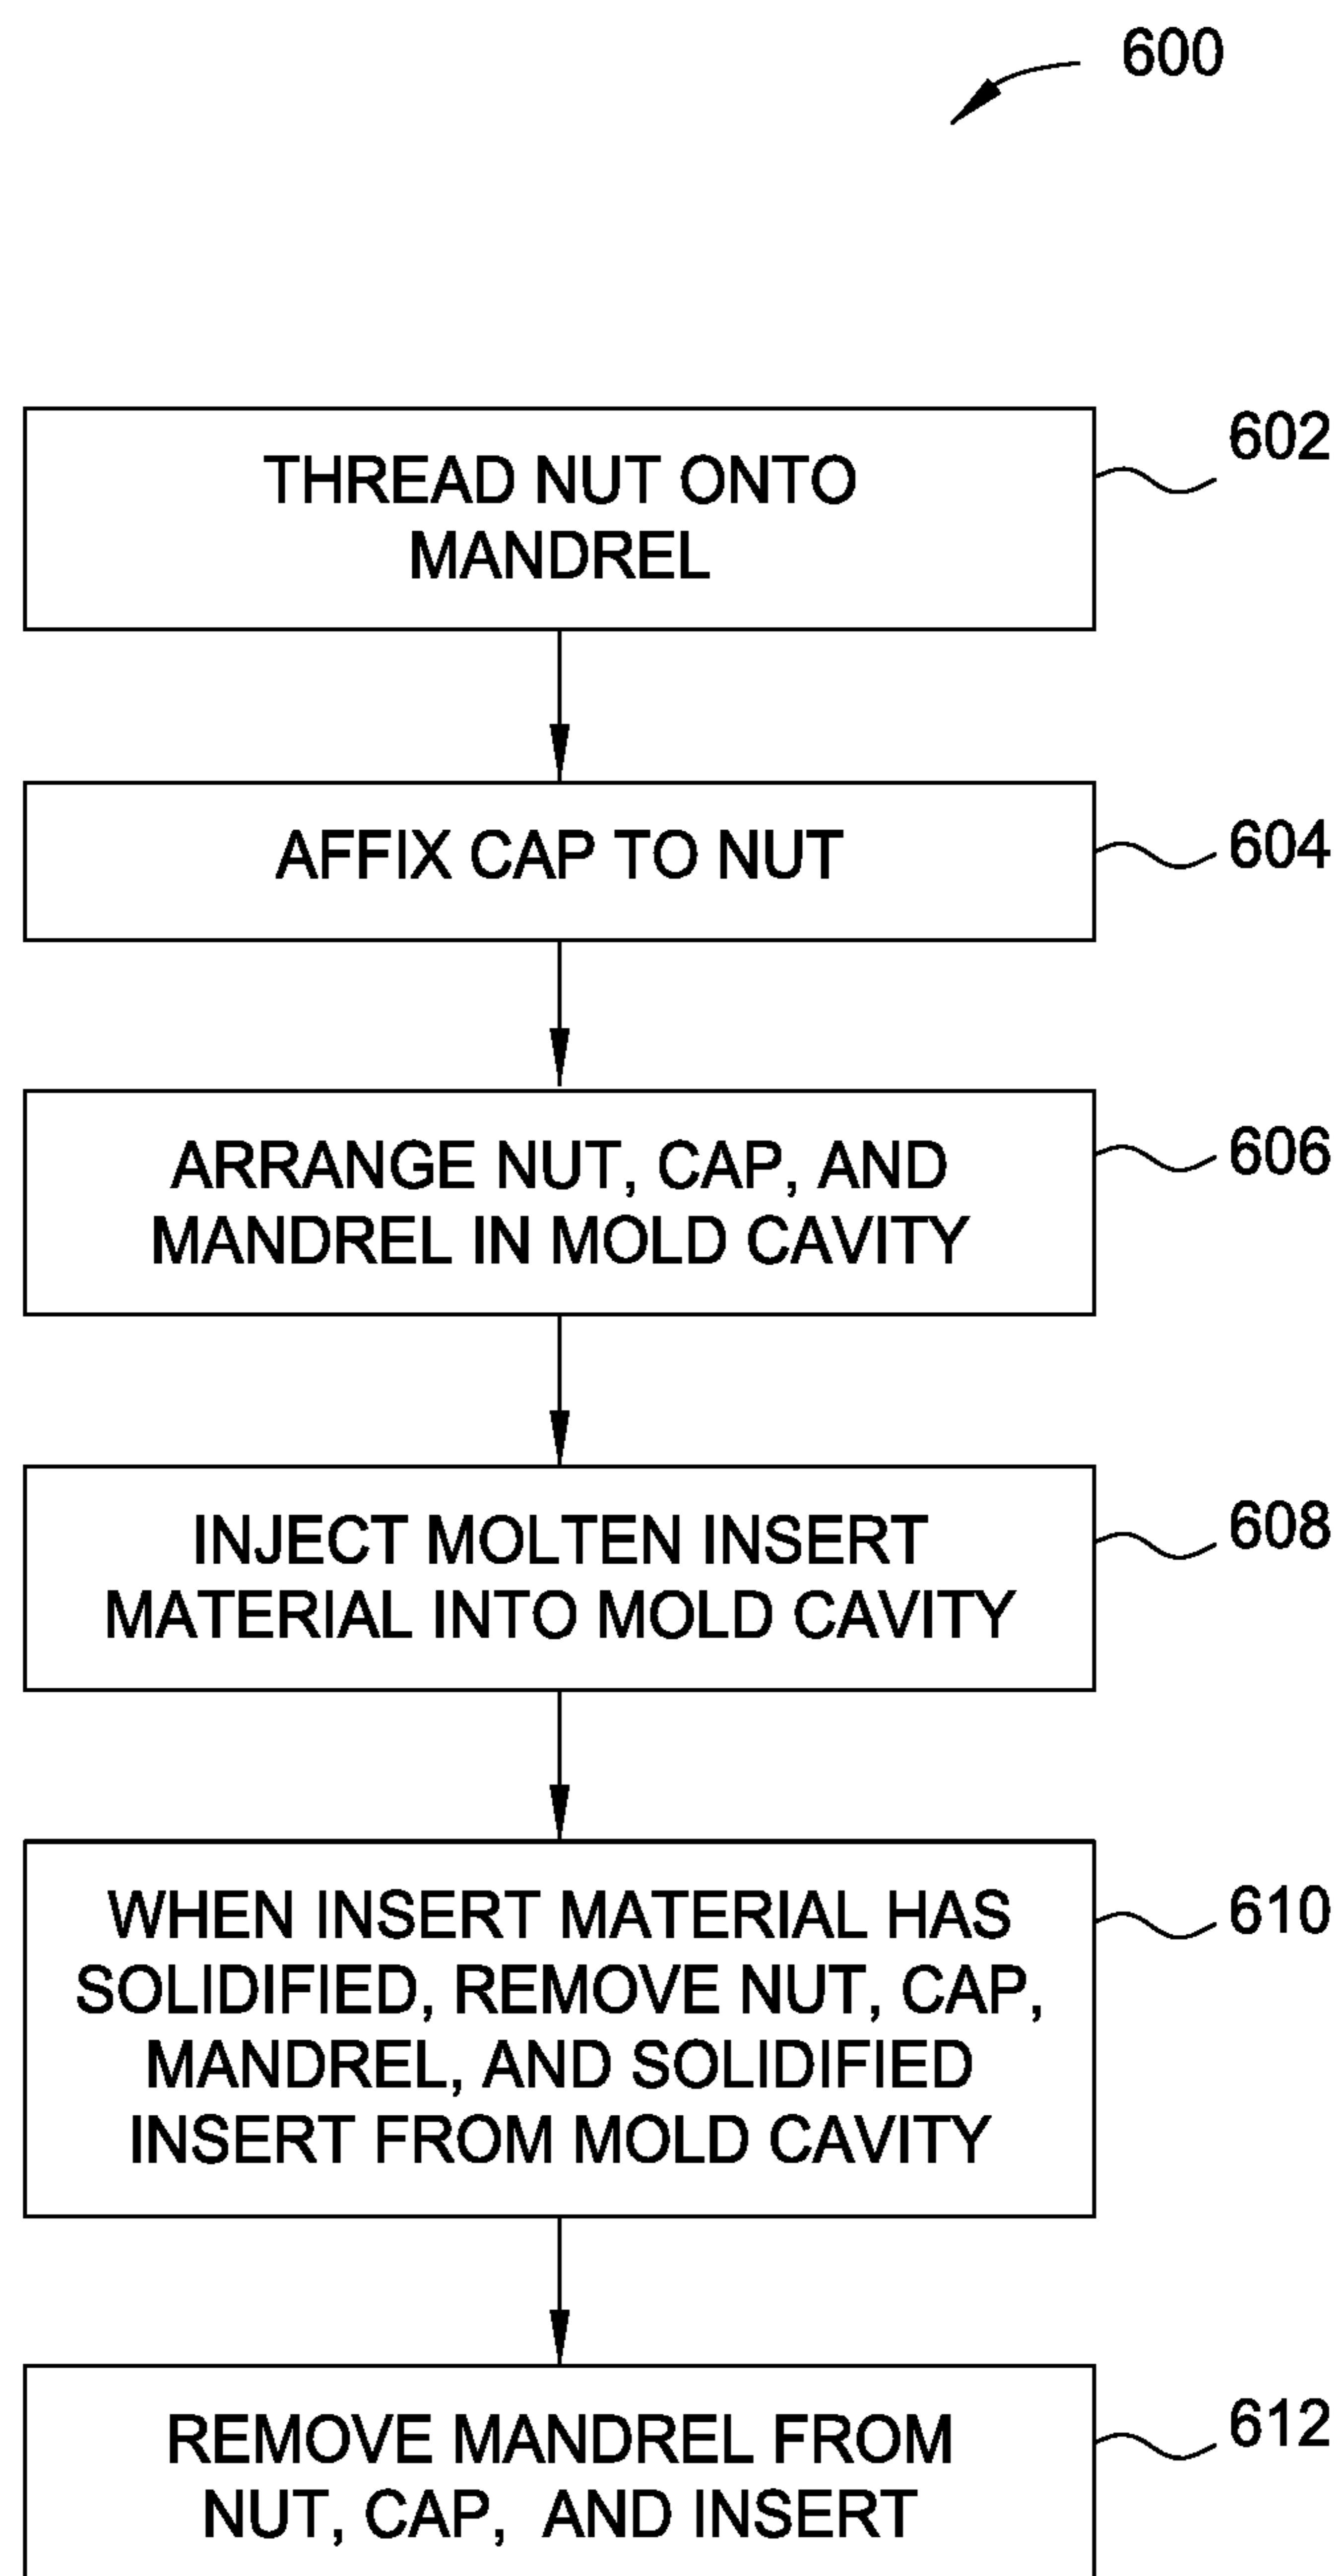 600
THREAD NUT ONTO
MANDREL
602
AFFIX CAP TO NUT
604
ARRANGE NUT, CAP, AND
MANDREL IN MOLD CAVITY
606
INJECT MOLTEN INSERT
MATERIAL INTO MOLD CAVITY
608
WHEN INSERT MATERIAL HAS
SOLIDIFIED, REMOVE NUT, CAP,
MANDREL, AND SOLIDIFIED
INSERT FROM MOLD CAVITY
610
REMOVE MANDREL FROM
NUT, CAP, AND INSERT
612